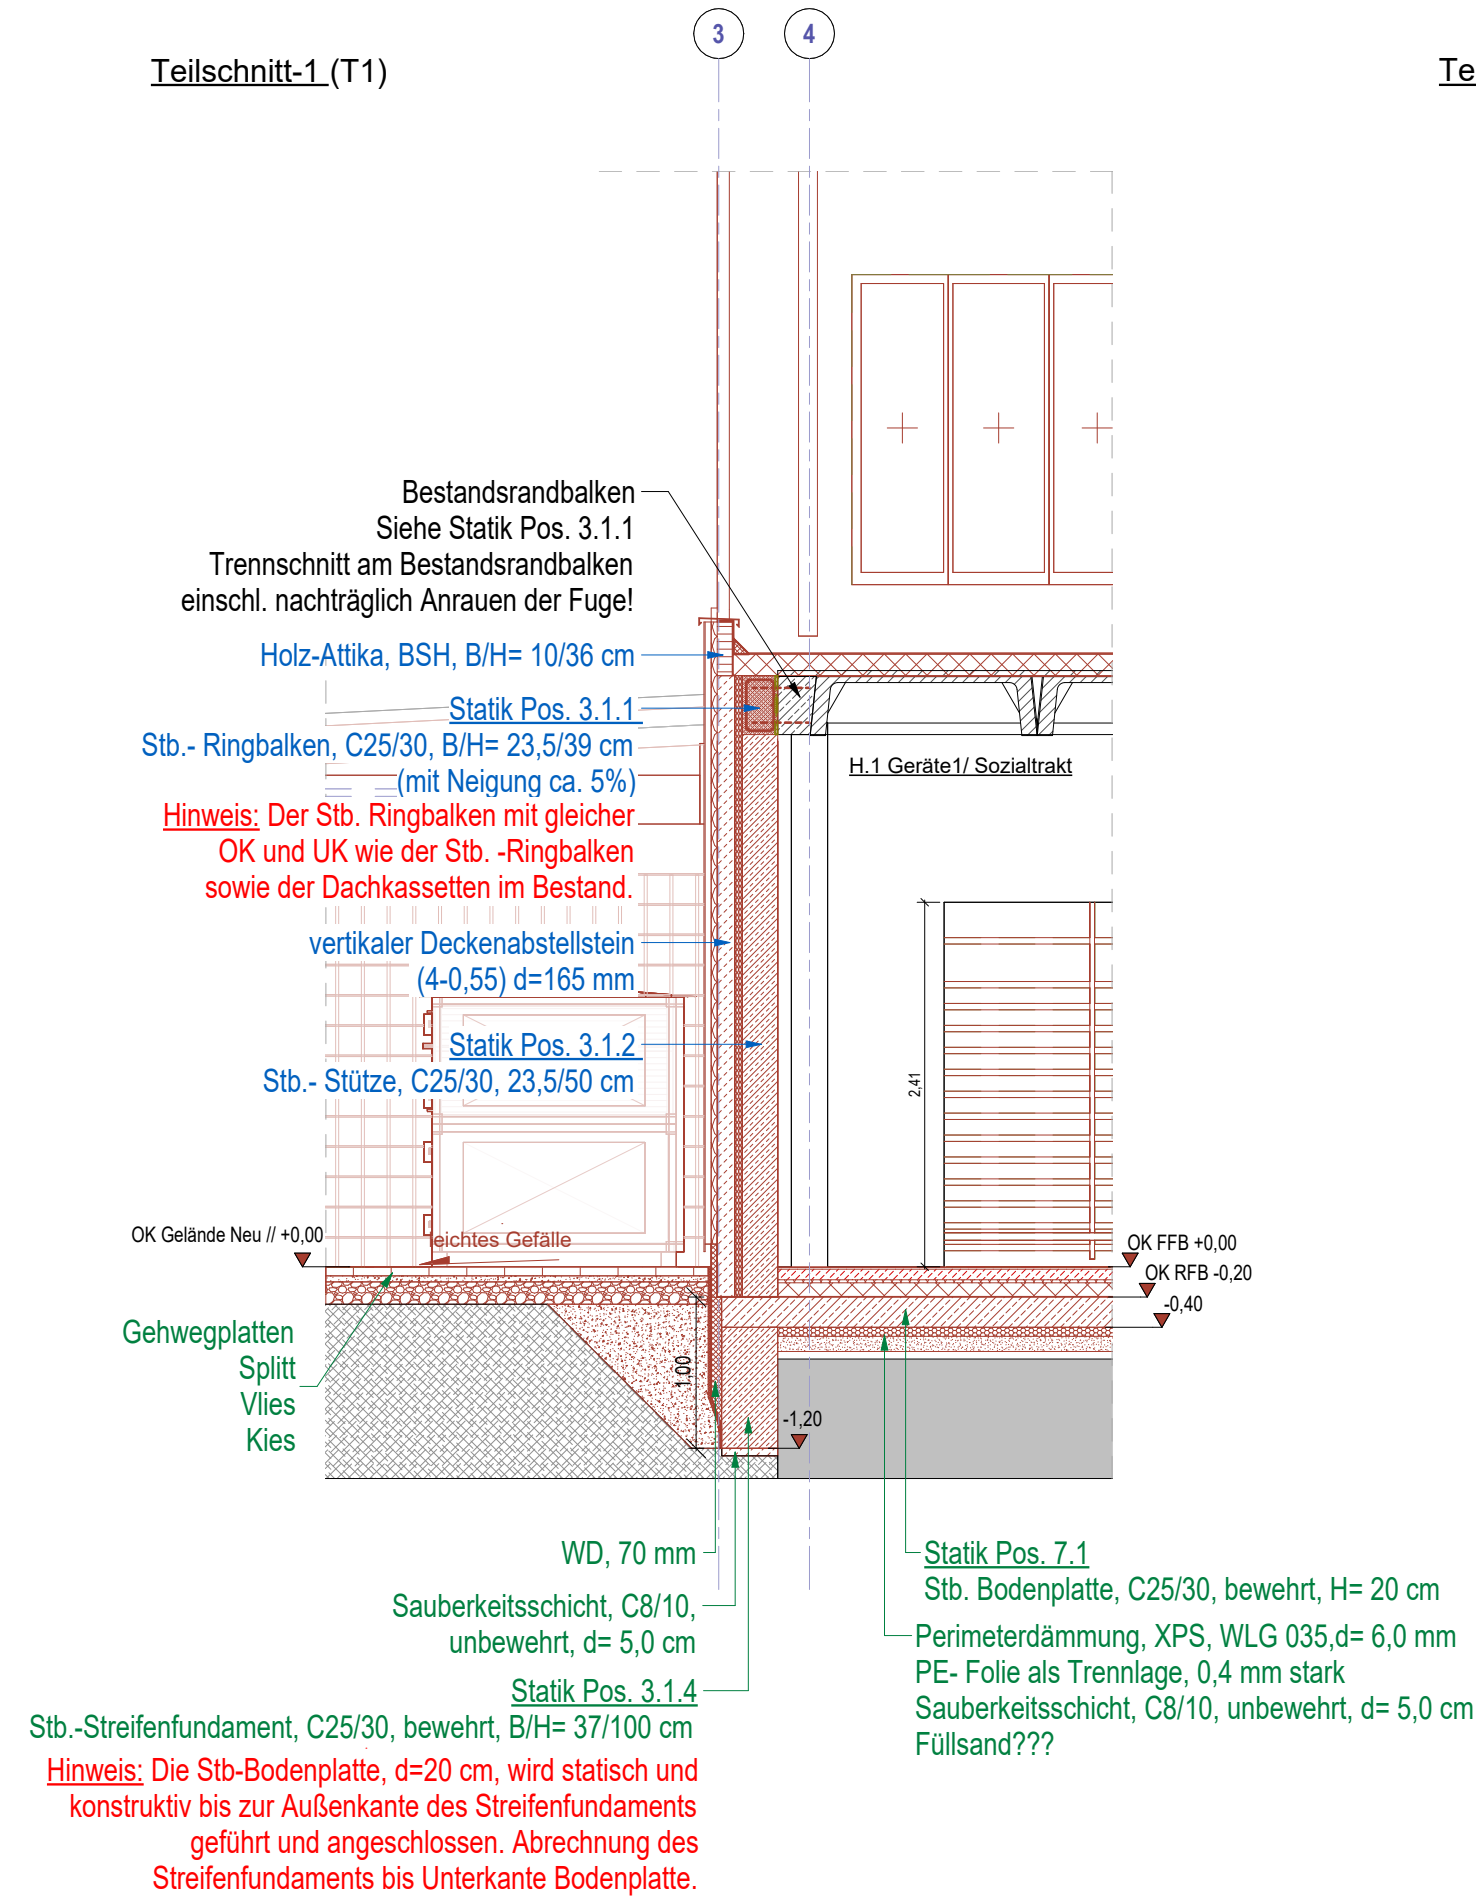 3
4
Teilschnitt-1 (T1)
Te
Bestandsrandbalken
Siehe Statik Pos. 3.1.1
Trennschnitt am Bestandsrandbalken
einschl. nachträglich Anrauen der Fuge!
Holz-Attika, BSH, B/H= 10/36 cm
Statik Pos. 3.1.1
Stb.- Ringbalken, C25/30, B/H= 23,5/39 cm
(mit Neigung ca. 5%)
H.1 Geräte1/ Sozialtrakt
Hinweis: Der Stb. Ringbalken mit gleicher
OK und UK wie der Stb. -Ringbalken
sowie der Dachkassetten im Bestand.
vertikaler Deckenabstellstein
(4-0,55) d=165 mm
Statik Pos. 3.1.2
Stb.- Stütze, C25/30, 23,5/50 cm
2,41
OK Gelände Neu // +0,00
eichtes Gefälle
OK FFB +0,00
OK RFB -0,20
-0,40
Gehwegplatten
Splitt
Vlies
Kies
1,00
-1,20
WD, 70 mm
Sauberkeitsschicht, C8/10,
unbewehrt, d= 5,0 cm
Statik Pos. 3.1.4
Stb.-Streifenfundament, C25/30, bewehrt, B/H= 37/100 cm
Hinweis: Die Stb-Bodenplatte, d=20 cm, wird statisch und
konstruktiv bis zur Außenkante des Streifenfundaments
geführt und angeschlossen. Abrechnung des
Streifenfundaments bis Unterkante Bodenplatte.
Statik Pos. 7.1
Stb. Bodenplatte, C25/30, bewehrt, H= 20 cm
Perimeterdämmung, XPS, WLG 035,d= 6,0 mm
PE- Folie als Trennlage, 0,4 mm stark
Sauberkeitsschicht, C8/10, unbewehrt, d= 5,0 cm
Füllsand???